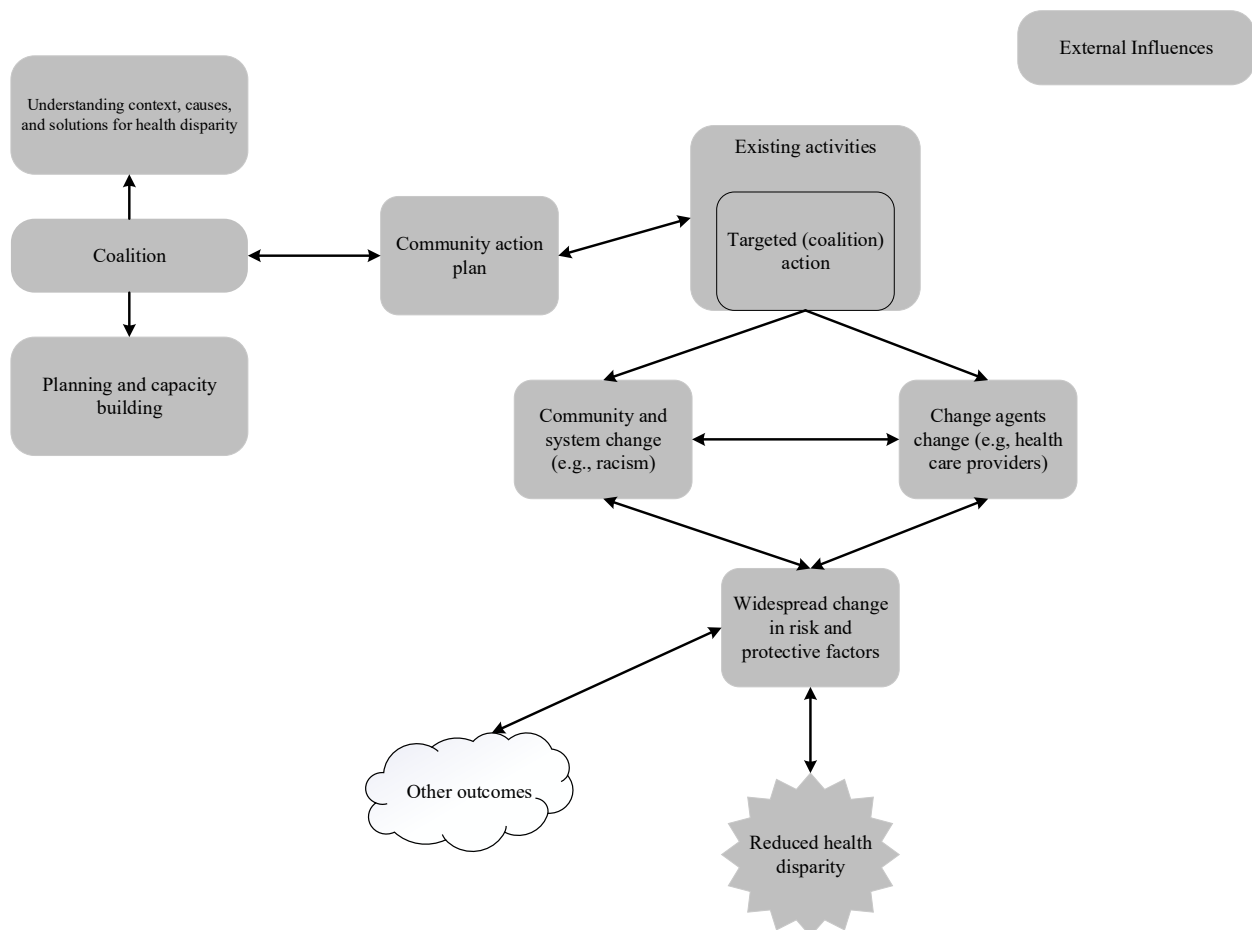 External Influences
Understanding context, causes,
and solutions for health disparity
Existing activities
Community action
plan
Targeted (coalition)
action
Coalition
Planning and capacity
building
Community and
system change
(e.g., racism)
Change agents
change (e.g, health
care providers)
Widespread change
in risk and
protective factors
Other outcomes
Reduced health
disparity